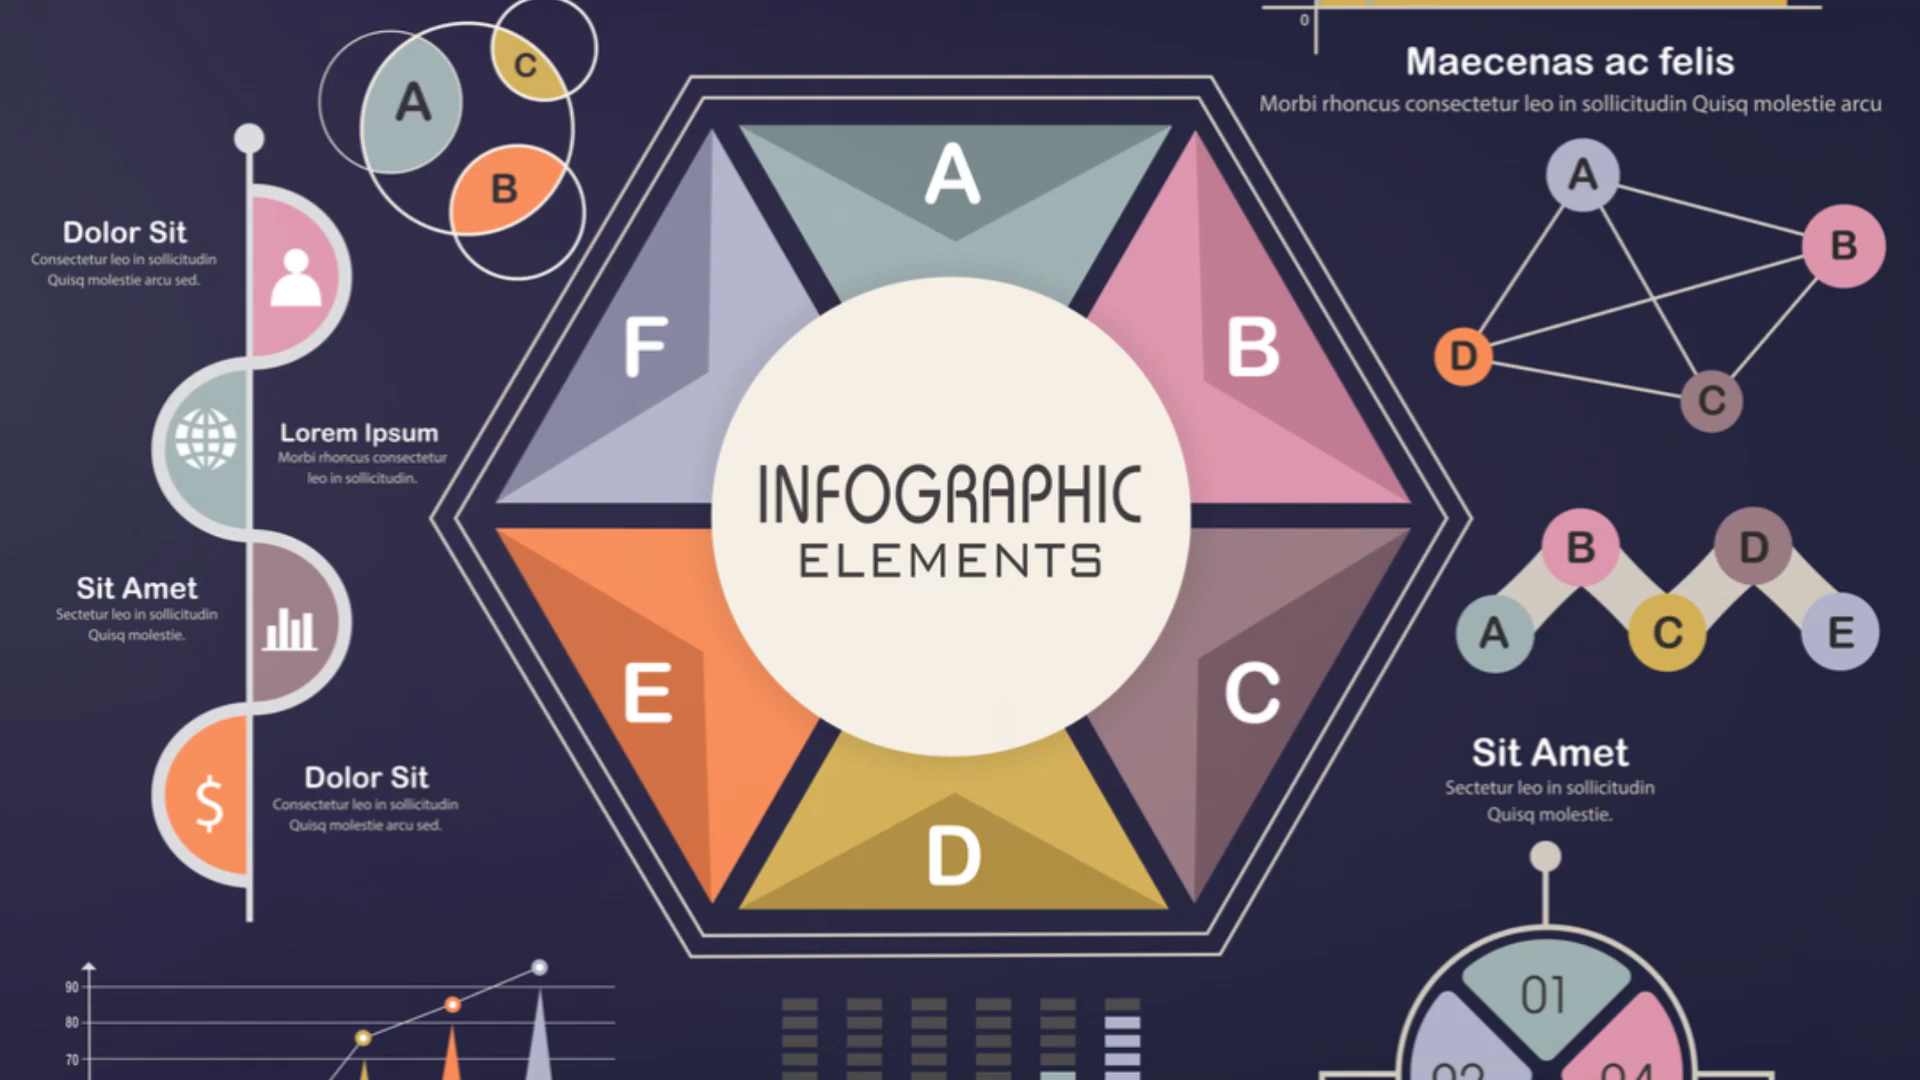 A
C
B
Dolor Sit
Consectetur leo in sollicitudin
Quisq molestie arcu sed.
Lorem Ipsum
Morbi rhoncus consectetur
leo in sollicitudin.
Sit Amet
Sectetur leo in sollicitudin
Quisq molestie.
$
Dolor Sit
Consectetur leo in sollicitudin
Quisq molestie arcu sed.
90
80
70
A
B
C
D
E
F
INFOGRAPHIC
ELEMENTS
0
Maecenas ac felis
Morbi rhoncus consectetur leo in sollicitudin Quisq molestie arcu
A
B
D
C
B
D
A
C
E
Sit Amet
Sectetur leo in sollicitudin
Quisq molestie.
01
04